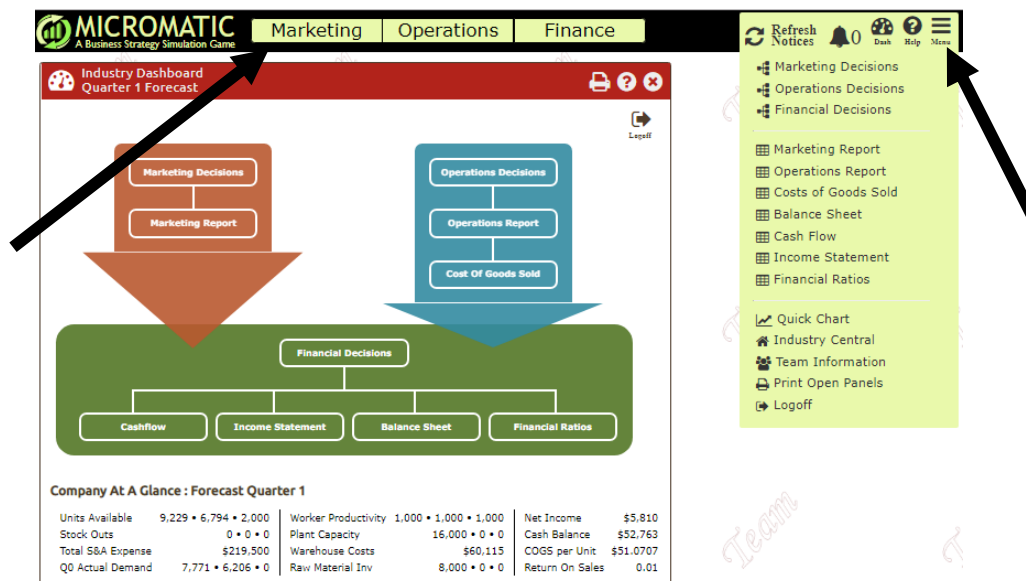 MICROMATIC
A Business Strategy Simulation Game
Marketing Operations Finance
Refresh
Notices
0
Dash Help Menu
Industry Dashboard
Quarter 1 Forecast
Logoff
Marketing Decisions
Marketing Report
Operations Decisions
Operations Report
Cost Of Goods Sold
Financial Decisions
Cashflow Income Statement Balance Sheet Financial Ratios
Company At A Glance : Forecast Quarter 1
Units Available 9,229 • 6,794 • 2,000 Worker Productivity 1,000 • 1,000 • 1,000 Net Income $5,810
Stock Outs 0 • 0 • 0 Plant Capacity 16,000 • 0 • 0 Cash Balance $52,763
Total S&A Expense $219,500 Warehouse Costs $60,115 COGS per Unit $51.0707
Q0 Actual Demand 7,771 • 6,206 • 0 Raw Material Inv 8,000 • 0 • 0 Return On Sales 0.01
Marketing Decisions
Operations Decisions
Financial Decisions
Marketing Report
Operations Report
Costs of Goods Sold
Balance Sheet
Cash Flow
Income Statement
Financial Ratios
Quick Chart
Industry Central
Team Information
Print Open Panels
Logoff
Team